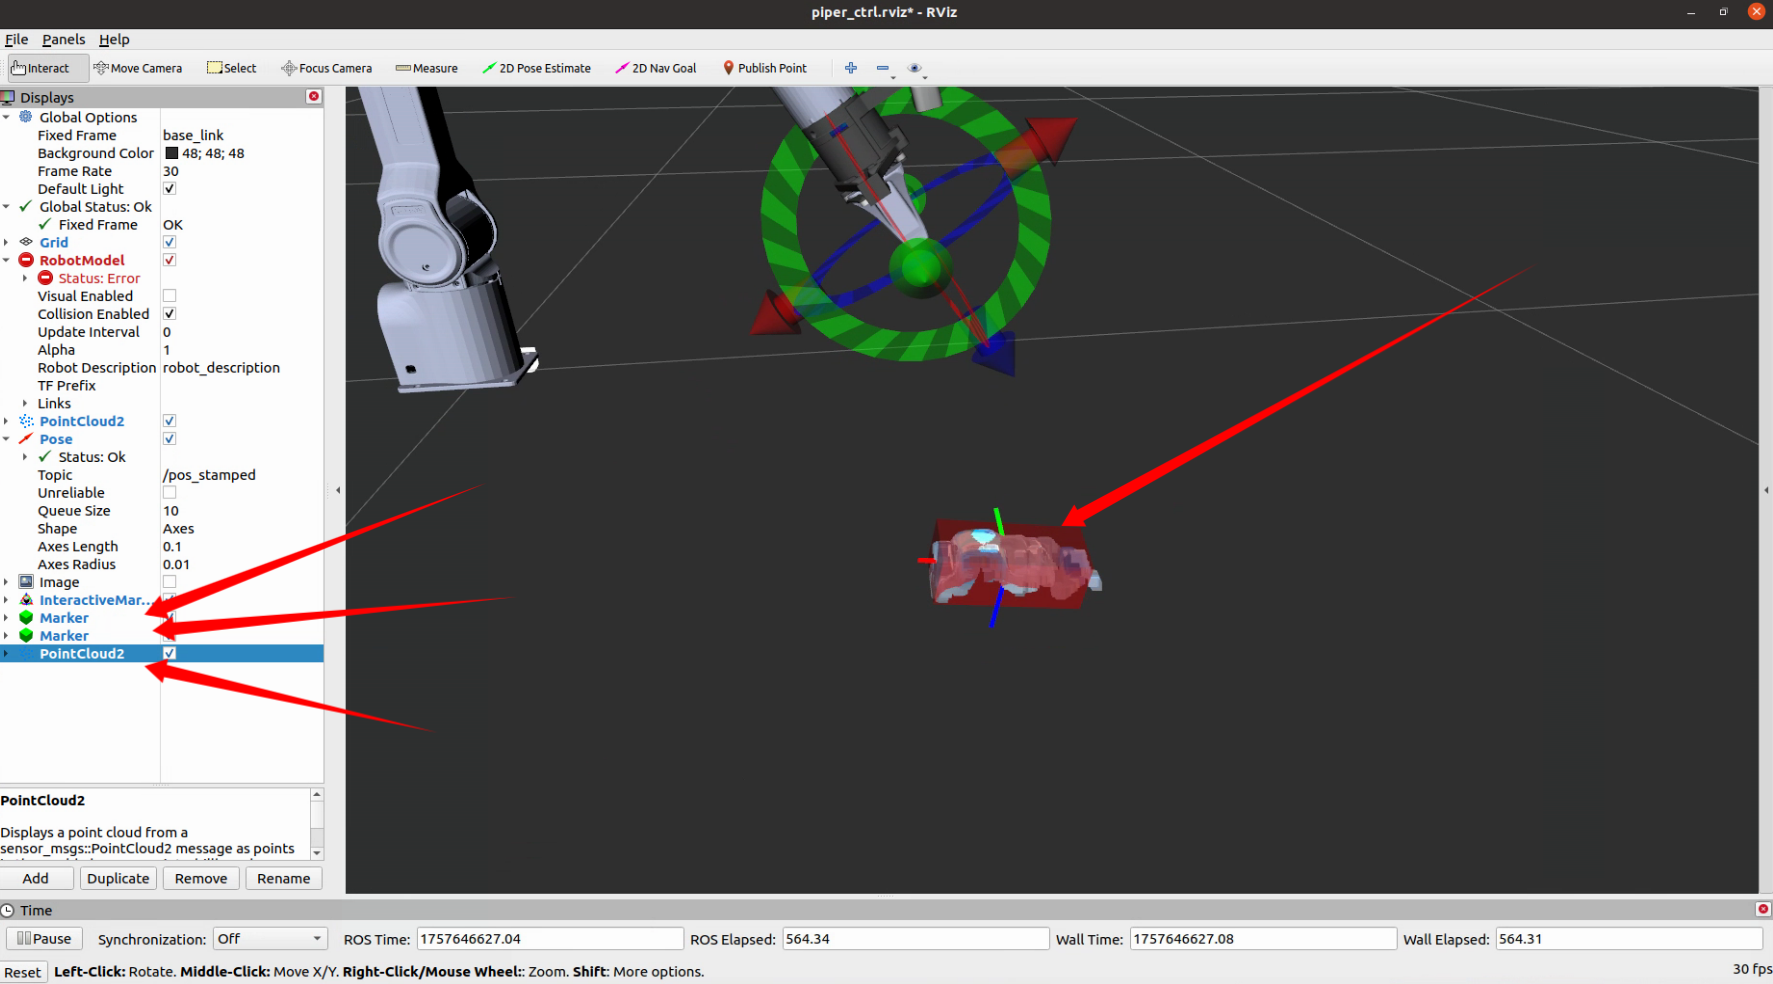 piper_ctrl.rviz* - RViz
File Panels Help
Interact Move Camera Select Focus Camera Measure 2D Pose Estimate 2D Nav Goal Publish Point
Displays
Global Options
Fixed Frame base_link
Background Color 48; 48; 48
Frame Rate 30
Default Light
Global Status: Ok
Fixed Frame OK
Grid
RobotModel
Status: Error
Visual Enabled
Collision Enabled
Update Interval 0
Alpha 1
Robot Description robot_description
TF Prefix
Links
PointCloud2
Pose
Status: Ok
Topic /pos_stamped
Unreliable
Queue Size 10
Shape Axes
Axes Length 0.1
Axes Radius 0.01
Image
InteractiveMar...
Marker
Marker
PointCloud2
PointCloud2
Displays a point cloud from a
sensor_msgs::PointCloud2 message as points
Add Duplicate Remove Rename
Time
Pause Synchronization: Off ROS Time: 1757646627.04 ROS Elapsed: 564.34 Wall Time: 1757646627.08 Wall Elapsed: 564.31
Reset Left-Click: Rotate. Middle-Click: Move X/Y. Right-Click/Mouse Wheel:: Zoom. Shift: More options. 30 fps